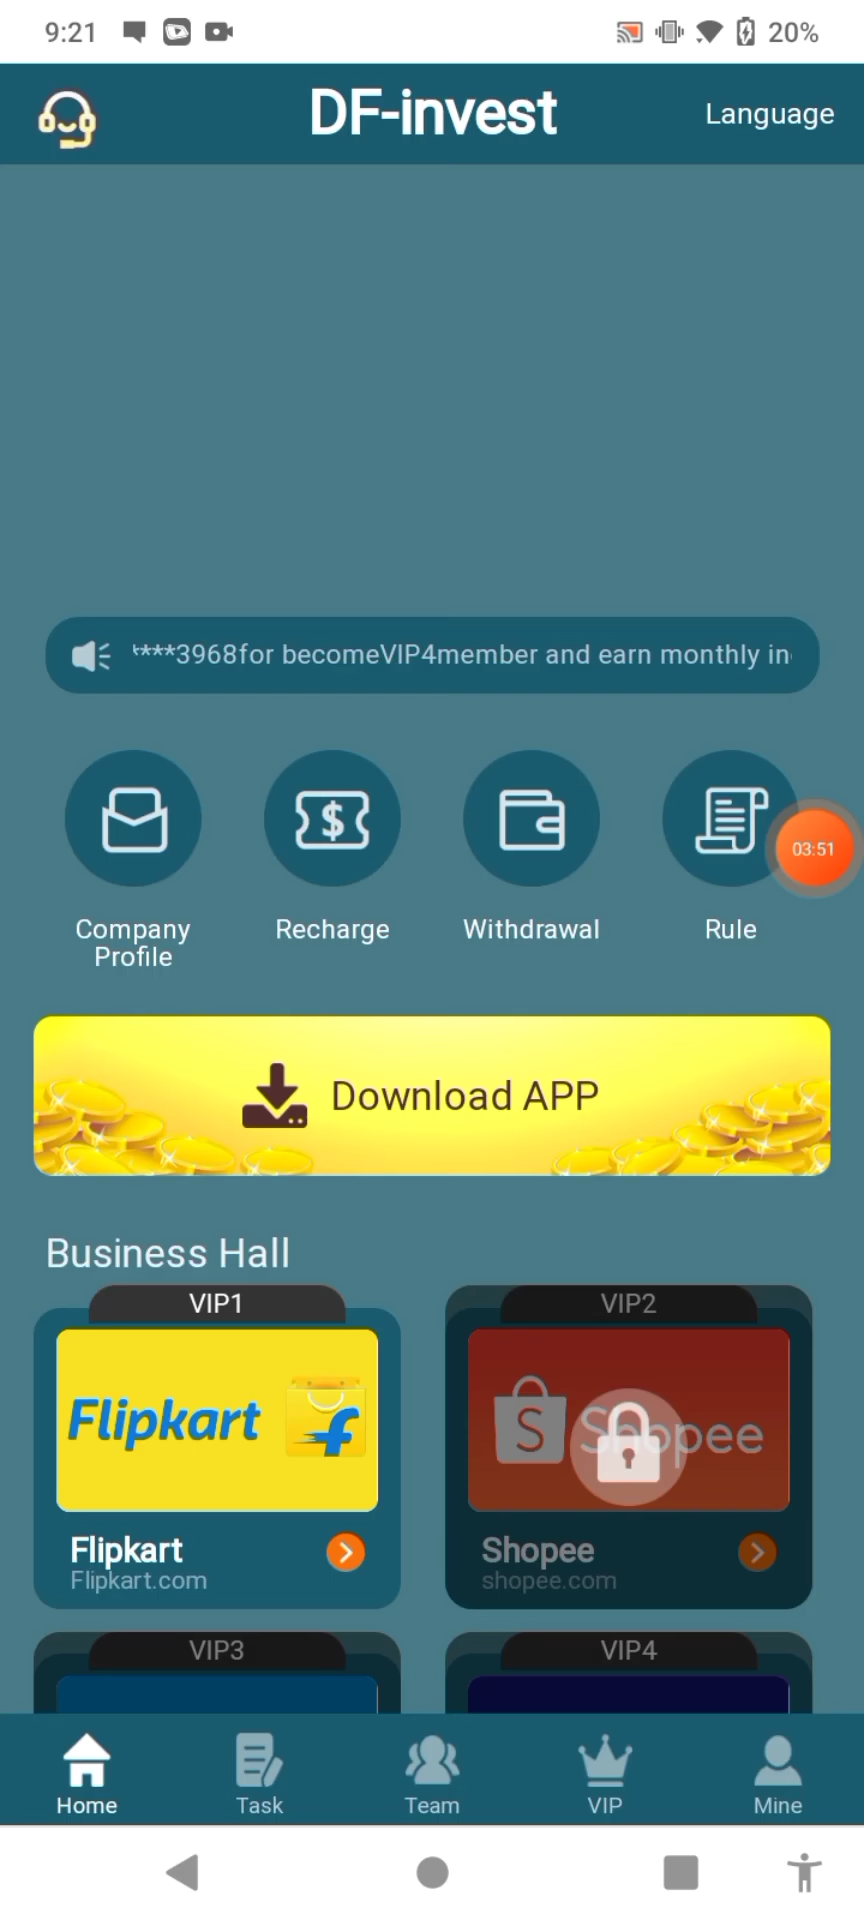 9:21
20%
DF-invest
Language
****3968for becomeVIP4member and earn monthly in
Company
Profile
Recharge
Withdrawal
Rule
03:51
Download APP
Business Hall
VIP1
VIP2
Flipkart
Shopee
Flipkart
Flipkart.com
Shopee
shopee.com
VIP3
VIP4
Home
Task
Team
VIP
Mine